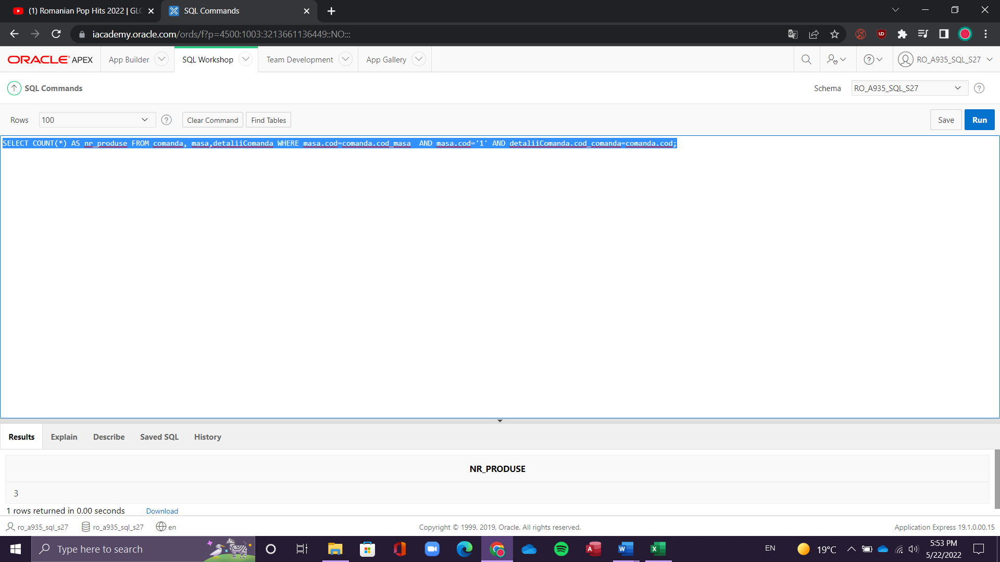 (1) Romanian Pop Hits 2022 | GLO
SQL Commands
iacademy.oracle.com/ords/f?p=4500:1003:3213661136449::NO:::
ORACLE APEX
App Builder
SQL Workshop
Team Development
App Gallery
RO_A935_SQL_S27
SQL Commands
Schema
RO_A935_SQL_S27
Rows
100
Clear Command
Find Tables
Save
Run
SELECT COUNT(*) AS nr_produse FROM comanda, masa,detaliiComanda WHERE masa.cod=comanda.cod_masa  AND masa.cod='1' AND detaliiComanda.cod_comanda=comanda.cod;
Results
Explain
Describe
Saved SQL
History
NR_PRODUSE
3
1 rows returned in 0.00 seconds
Download
ro_a935_sql_s27
ro_a935_sql_s27
en
Copyright © 1999, 2019, Oracle. All rights reserved.
Application Express 19.1.0.00.15
Type here to search
EN
19°C
5:53 PM
5/22/2022